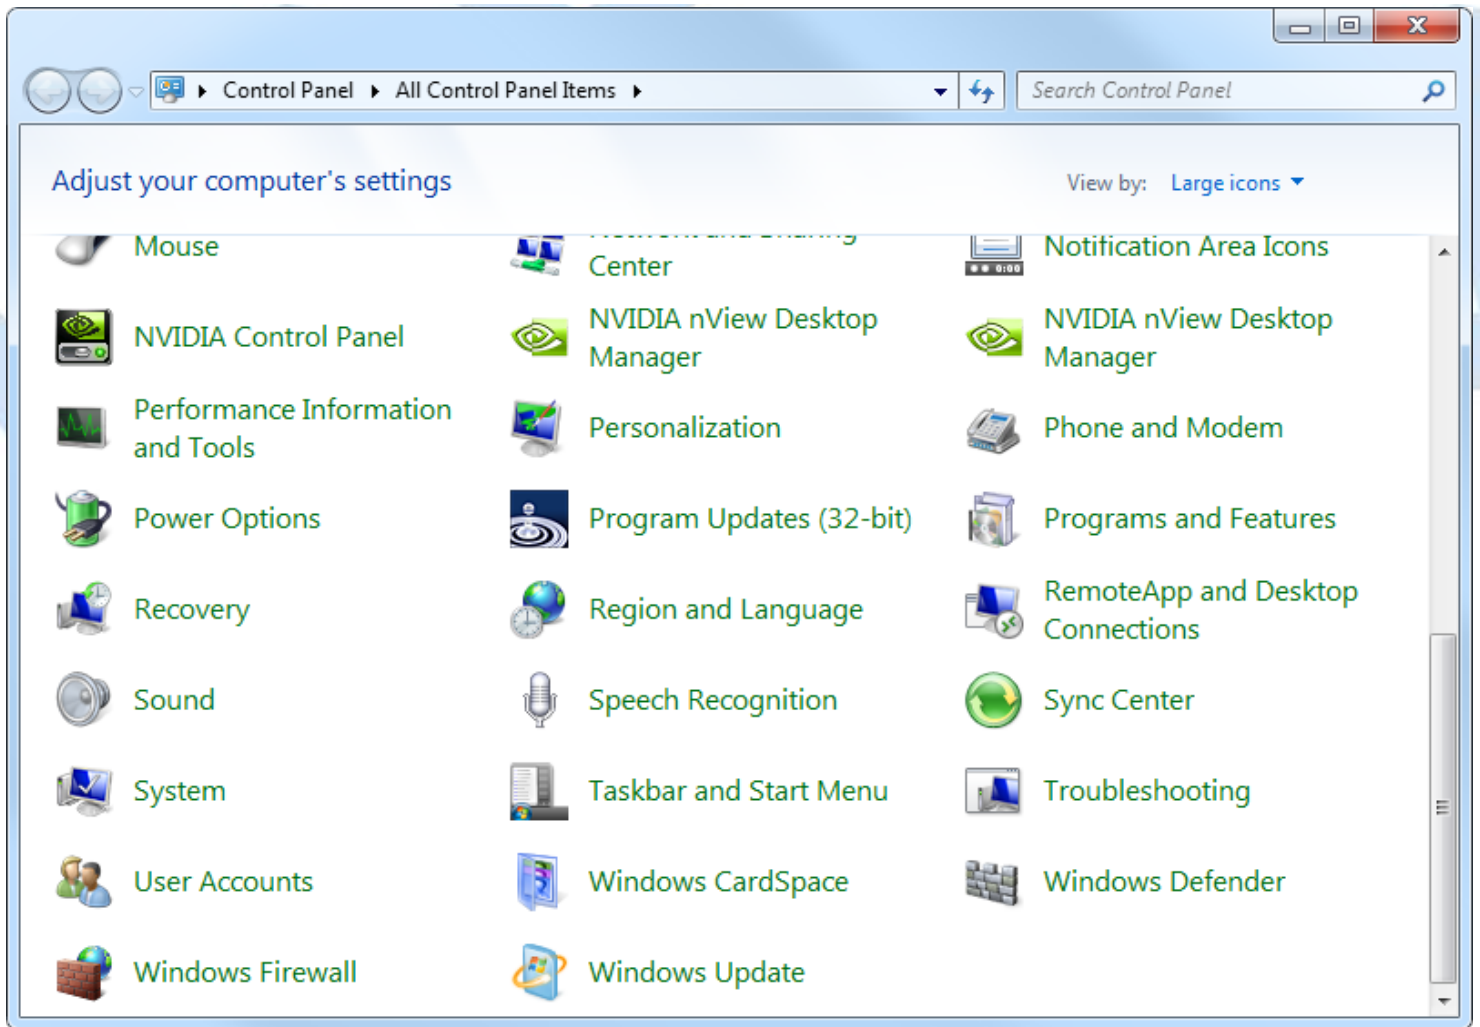 Control Panel ▸ All Control Panel Items ▸
Search Control Panel
Adjust your computer's settings
View by: Large icons
Mouse
Network and Sharing
Center
Notification Area Icons
NVIDIA Control Panel
NVIDIA nView Desktop
Manager
NVIDIA nView Desktop
Manager
Performance Information
and Tools
Personalization
Phone and Modem
Power Options
Program Updates (32-bit)
Programs and Features
Recovery
Region and Language
RemoteApp and Desktop
Connections
Sound
Speech Recognition
Sync Center
System
Taskbar and Start Menu
Troubleshooting
User Accounts
Windows CardSpace
Windows Defender
Windows Firewall
Windows Update